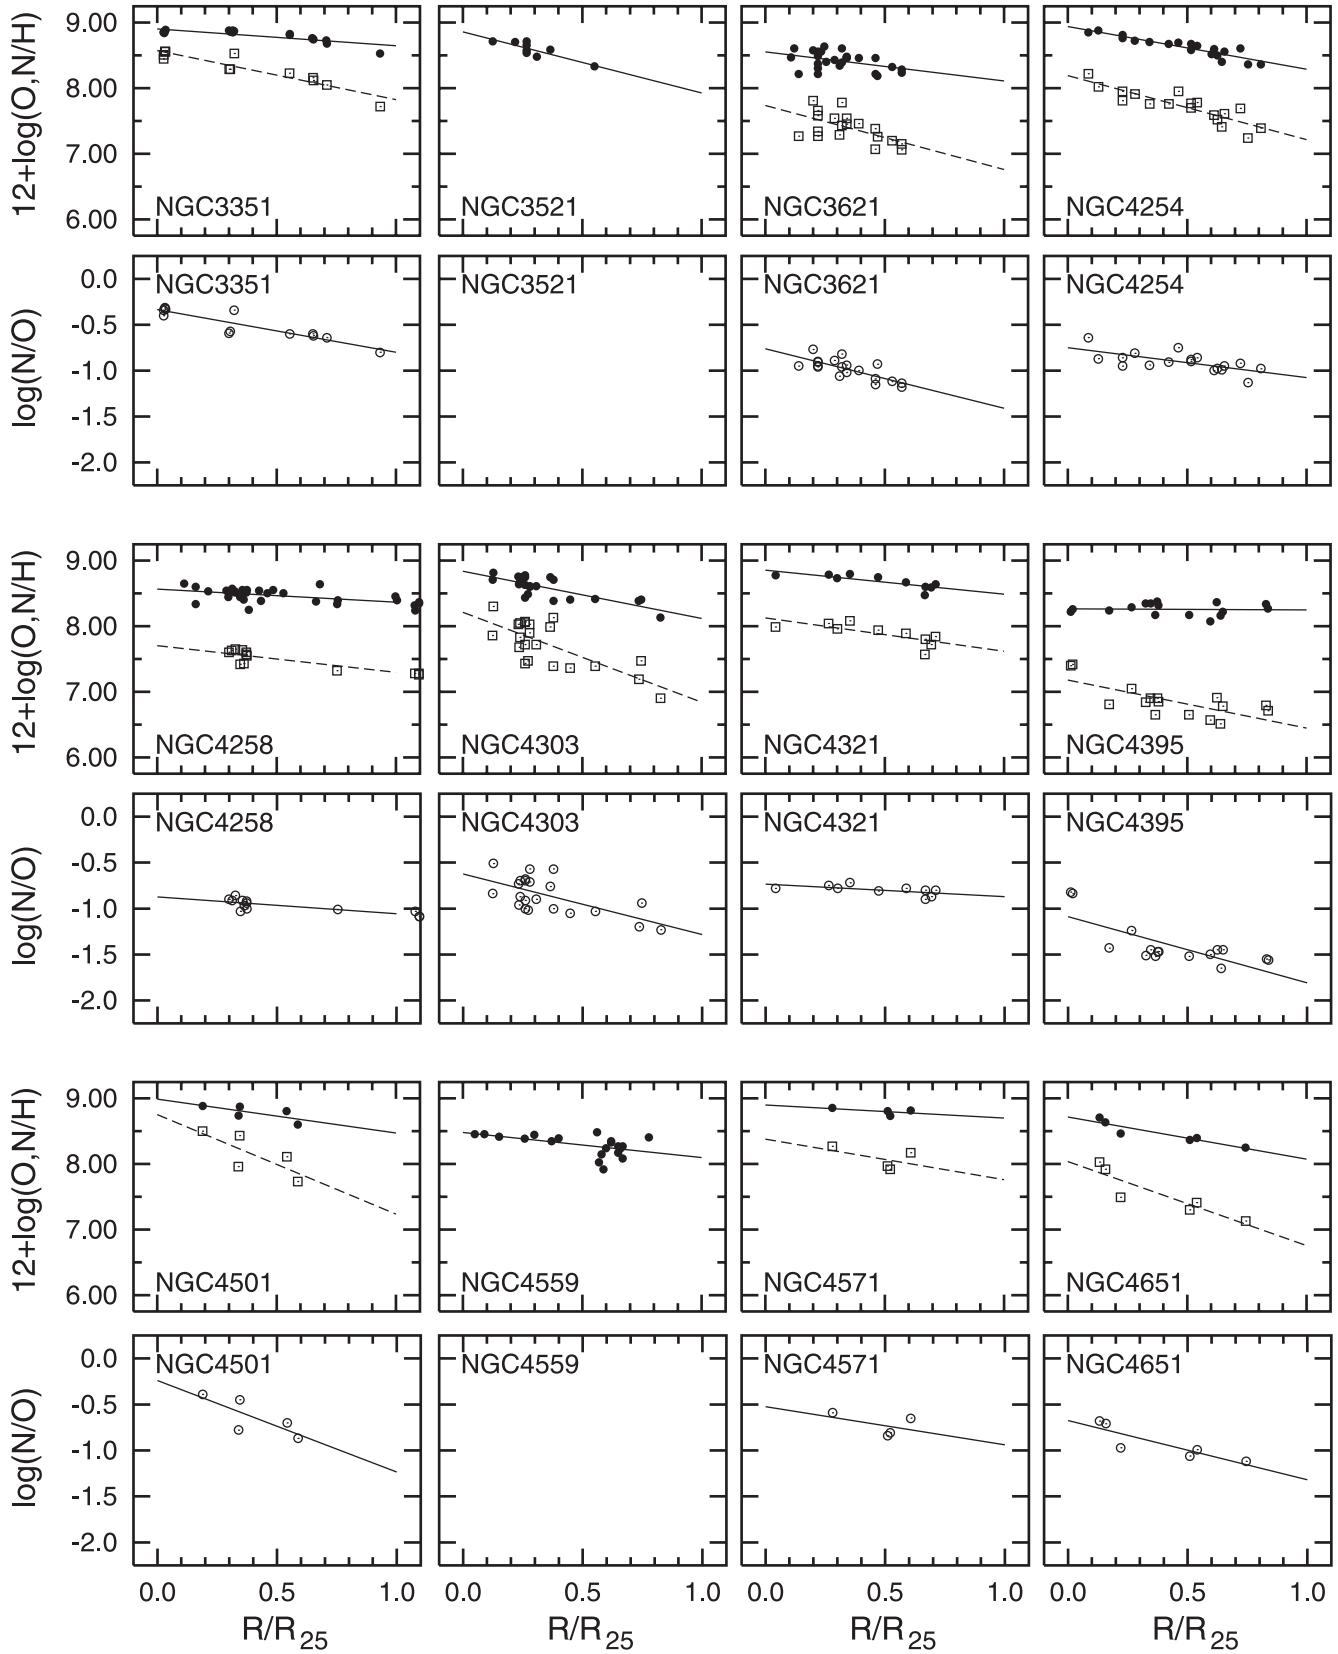 12+log(O,N/H)
9.00
8.00
7.00
6.00
NGC3351
NGC3521
NGC3621
NGC4254
log(N/O)
0.0
-0.5
-1.0
-1.5
-2.0
NGC3351
NGC3521
NGC3621
NGC4254
12+log(O,N/H)
9.00
8.00
7.00
6.00
NGC4258
NGC4303
NGC4321
NGC4395
log(N/O)
0.0
-0.5
-1.0
-1.5
-2.0
NGC4258
NGC4303
NGC4321
NGC4395
12+log(O,N/H)
9.00
8.00
7.00
6.00
NGC4501
NGC4559
NGC4571
NGC4651
log(N/O)
0.0
-0.5
-1.0
-1.5
-2.0
NGC4501
NGC4559
NGC4571
NGC4651
0.0 0.5 1.0 0.0 0.5 1.0 0.0 0.5 1.0 0.0 0.5 1.0
R/R25 R/R25 R/R25 R/R25